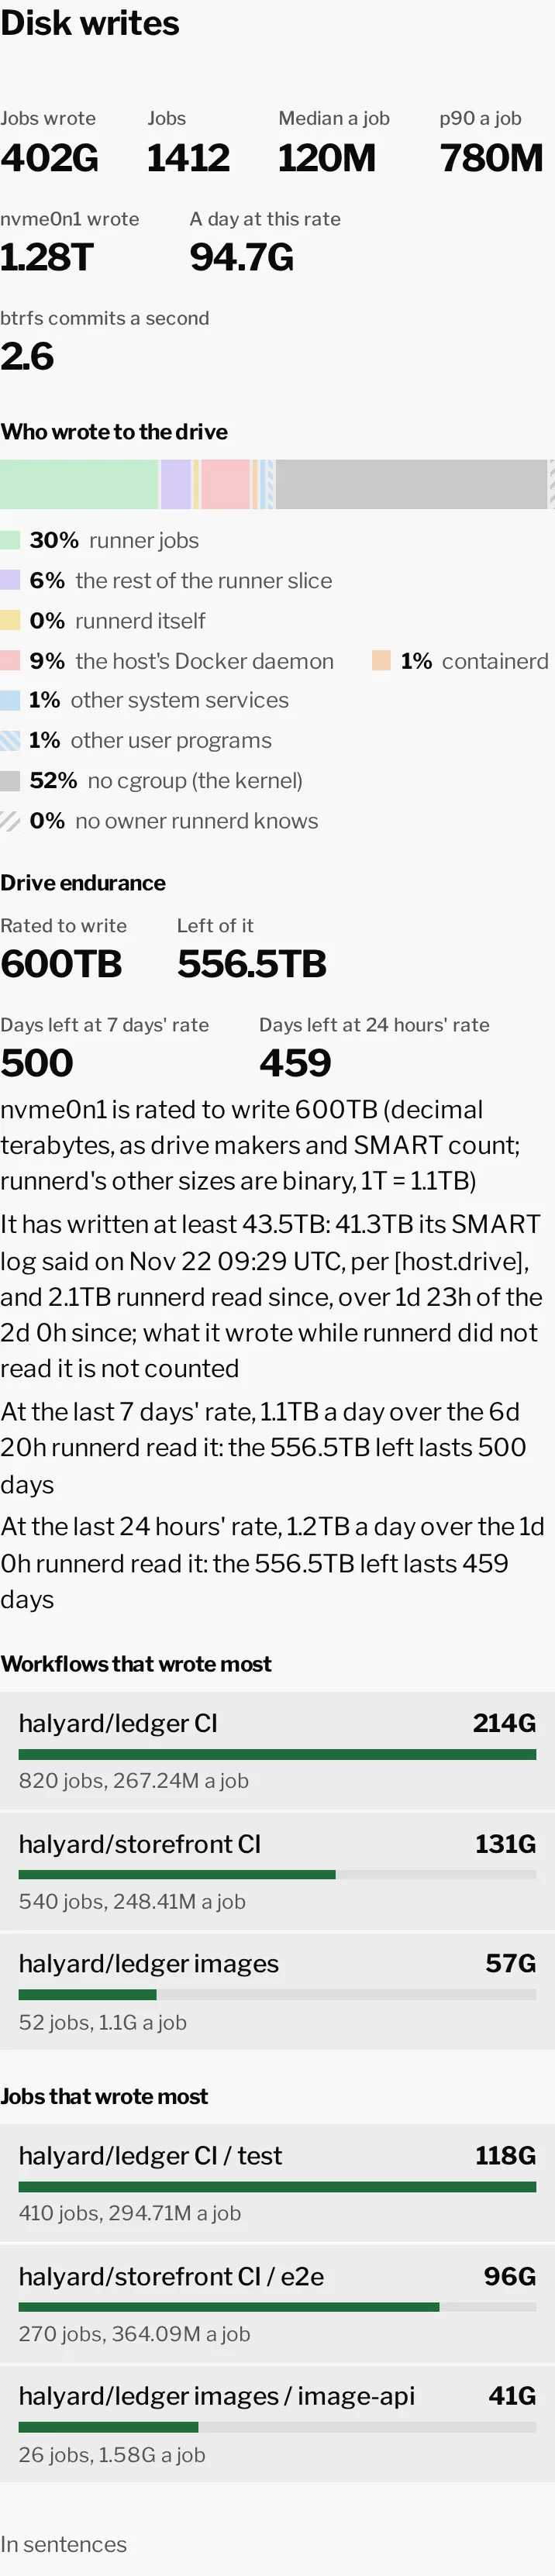 Disk writes
Jobs wrote
402G
Jobs
1412
Median a job
120M
p90 a job
780M
nvme0n1 wrote
1.28T
A day at this rate
94.7G
btrfs commits a second
2.6
Who wrote to the drive
30% runner jobs
6% the rest of the runner slice
0% runnerd itself
9% the host's Docker daemon
1% containerd
1% other system services
1% other user programs
52% no cgroup (the kernel)
0% no owner runnerd knows
Drive endurance
Rated to write
600TB
Left of it
556.5TB
Days left at 7 days' rate
500
Days left at 24 hours' rate
459
nvme0n1 is rated to write 600TB (decimal
terabytes, as drive makers and SMART count;
runnerd's other sizes are binary, 1T = 1.1TB)
It has written at least 43.5TB: 41.3TB its SMART
log said on Nov 22 09:29 UTC, per [host.drive],
and 2.1TB runnerd read since, over 1d 23h of the
2d 0h since; what it wrote while runnerd did not
read it is not counted
At the last 7 days' rate, 1.1TB a day over the 6d
20h runnerd read it: the 556.5TB left lasts 500
days
At the last 24 hours' rate, 1.2TB a day over the 1d
0h runnerd read it: the 556.5TB left lasts 459
days
Workflows that wrote most
halyard/ledger CI
214G
820 jobs, 267.24M a job
halyard/storefront CI
131G
540 jobs, 248.41M a job
halyard/ledger images
57G
52 jobs, 1.1G a job
Jobs that wrote most
halyard/ledger CI / test
118G
410 jobs, 294.71M a job
halyard/storefront CI / e2e
96G
270 jobs, 364.09M a job
halyard/ledger images / image-api
41G
26 jobs, 1.58G a job
In sentences